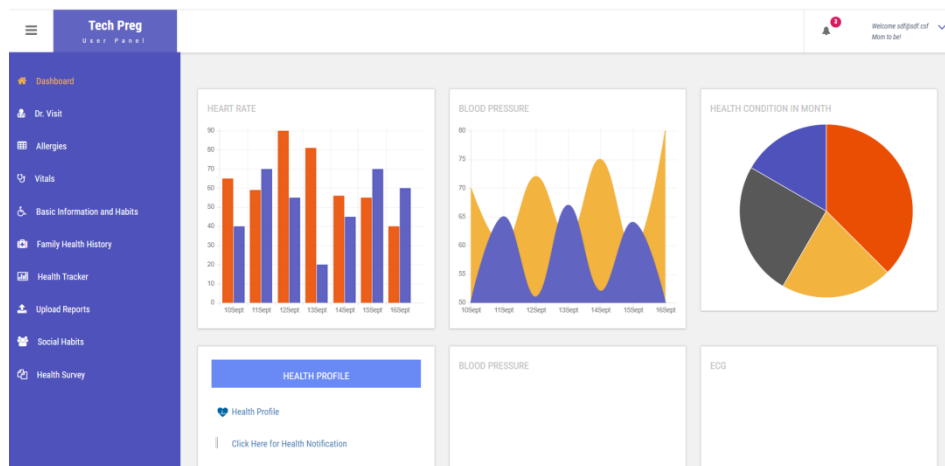 Tech Preg
User Panel
3
Welcome sdf@sdf.csf
Mom to be!
Dashboard
Dr. Visit
Allergies
Vitals
Basic Information and Habits
Family Health History
Health Tracker
Upload Reports
Social Habits
Health Survey
HEART RATE
90
80
70
60
50
40
30
20
10
0
10Sept 11Sept 12Sept 13Sept 14Sept 15Sept 16Sept
BLOOD PRESSURE
80
75
70
65
60
55
50
10Sept 11Sept 12Sept 13Sept 14Sept 15Sept 16Sept
HEALTH CONDITION IN MONTH
HEALTH PROFILE
Health Profile
Click Here for Health Notification
BLOOD PRESSURE
ECG